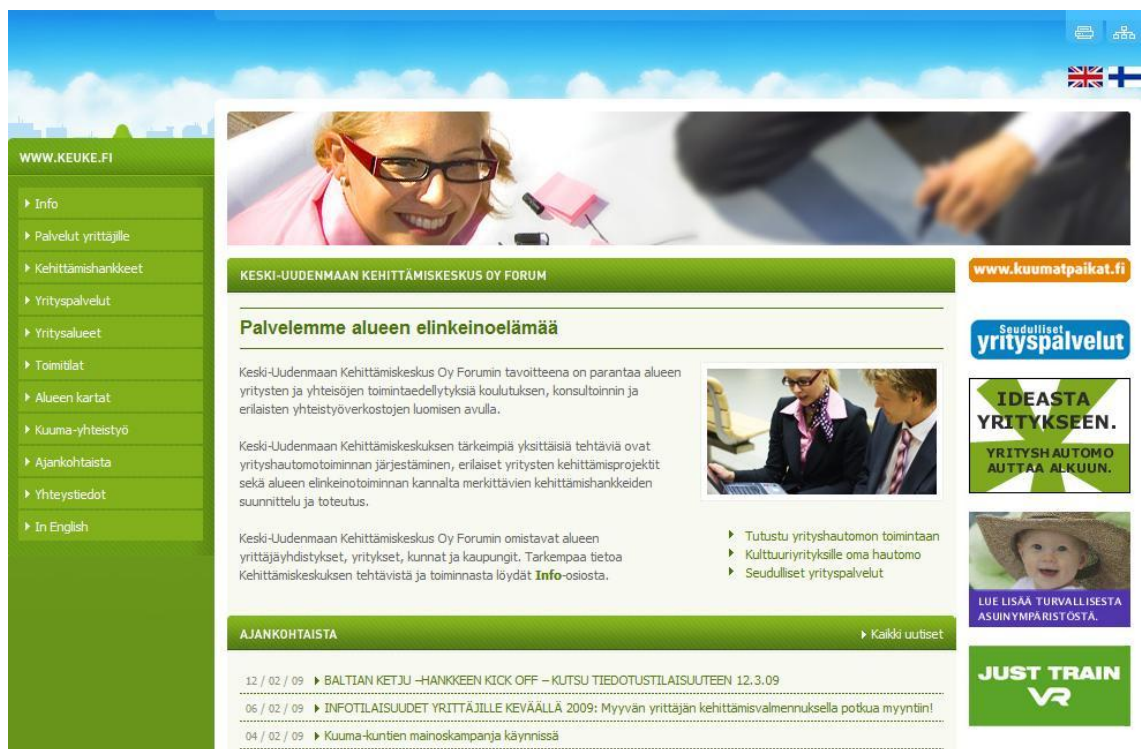 WWW.KEUKE.FI
Info
Palvelut yrittäjille
Kehittämishankkeet
Yrityspalvelut
Yritysalueet
Toimitilat
Alueen kartat
Kuuma-yhteistyö
Ajankohtaista
Yhteystiedot
In English
KESKI-UUDENMAAN KEHITTÄMISKESKUS OY FORUM
Palvelemme alueen elinkeinoelämää
Keski-Uudenmaan Kehittämiskeskus Oy Forumin tavoitteena on parantaa alueen
yritysten ja yhteisöjen toimintaedellytyksiä koulutuksen, konsultoinnin ja
erilaisten yhteistyöverkostojen luomisen avulla.
Keski-Uudenmaan Kehittämiskeskuksen tärkeimpiä yksittäisiä tehtäviä ovat
yrityshautomotoiminnan järjestäminen, erilaiset yritysten kehittämisprojektit
sekä alueen elinkeinotoiminnan kannalta merkittävien kehittämishankkeiden
suunnittelu ja toteutus.
Keski-Uudenmaan Kehittämiskeskus Oy Forumin omistavat alueen
yrittäjäyhdistykset, yritykset, kunnat ja kaupungit. Tarkempaa tietoa
Kehittämiskeskuksen tehtävistä ja toiminnasta löydät Info-osiosta.
Tutustu yrityshautomon toimintaan
Kulttuuriyrityksille oma hautomo
Seudulliset yrityspalvelut
AJANKOHTAISTA
Kaikki uutiset
12 / 02 / 09 BALTIAN KETJU –HANKKEEN KICK OFF – KUTSU TIEDOTUSTILAISUUTEEN 12.3.09
06 / 02 / 09 INFOTILAISUUDET YRITTÄJILLE KEVÄÄLLÄ 2009: Myyvän yrittäjän kehittämisvalmennuksella potkua myyntiin!
04 / 02 / 09 Kuuma-kuntien mainoskampanja käynnissä
www.kuumatpaikat.fi
Seudulliset
yrityspalvelut
IDEASTA
YRITYKSEEN.
YRITYSHAUTOMO
AUTTAA ALKUUN.
LUE LISÄÄ TURVALLISESTA
ASUINYMPÄRISTÖSTÄ.
JUST TRAIN
VR